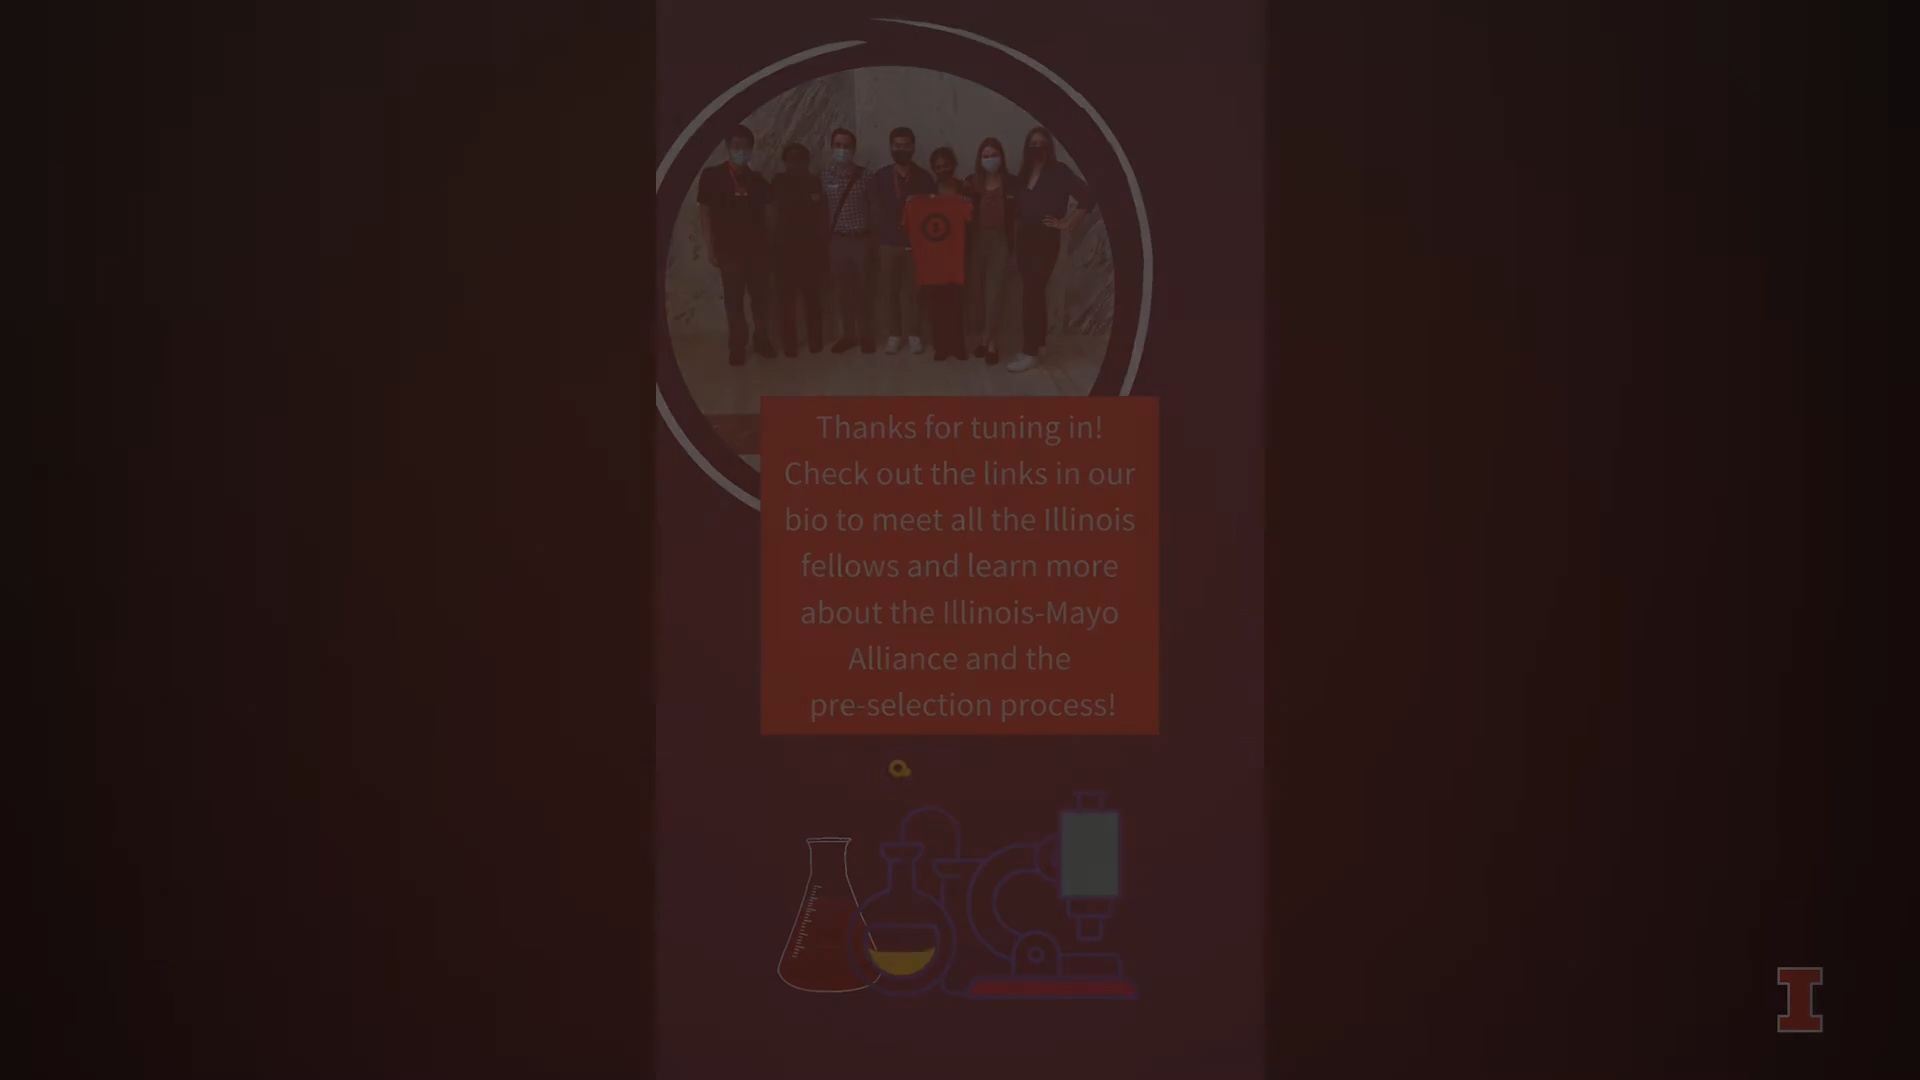 Thanks for tuning in!
Check out the links in our
bio to meet all the Illinois
fellows and learn more
about the Illinois-Mayo
Alliance and the
pre-selection process!
I